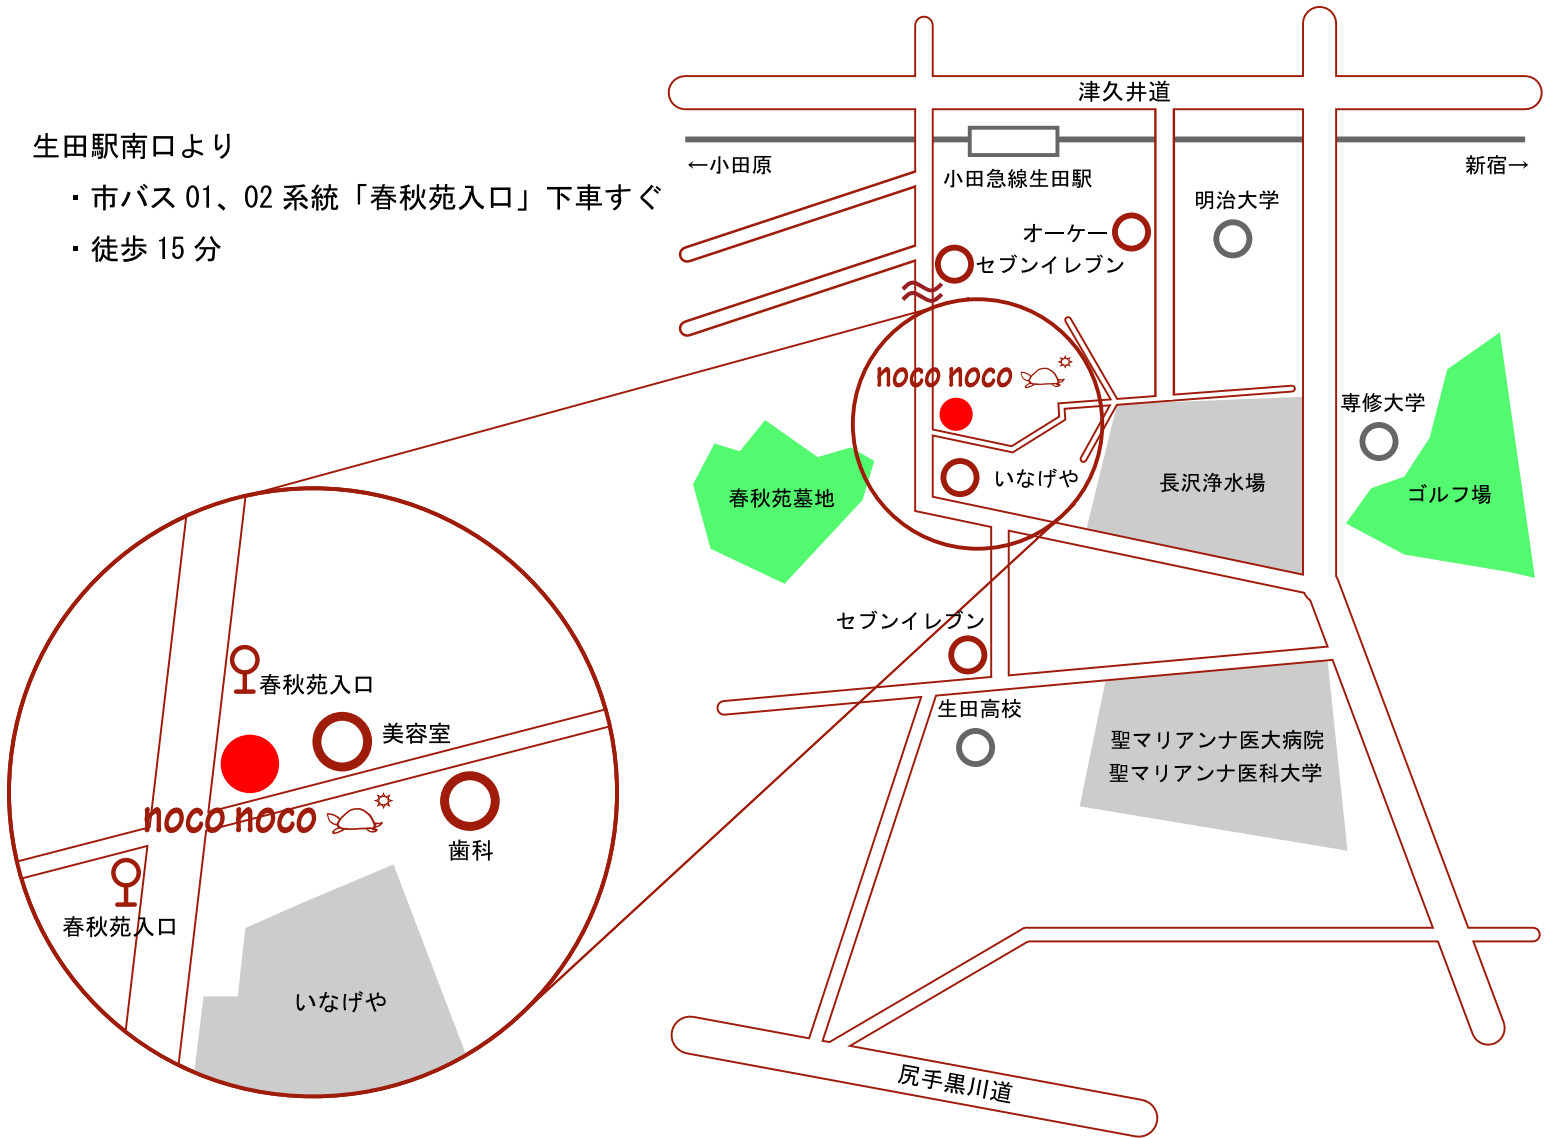 生田駅南口より
・市バス 01、02 系統「春秋苑入口」下車すぐ
・徒歩 15 分
津久井道
←小田原
新宿→
小田急線生田駅
明治大学
オーケー
セブンイレブン
noco noco
専修大学
いなげや
長沢浄水場
ゴルフ場
春秋苑墓地
セブンイレブン
生田高校
聖マリアンナ医大病院
聖マリアンナ医科大学
尻手黒川道
春秋苑入口
美容室
noco noco
歯科
春秋苑入口
いなげや